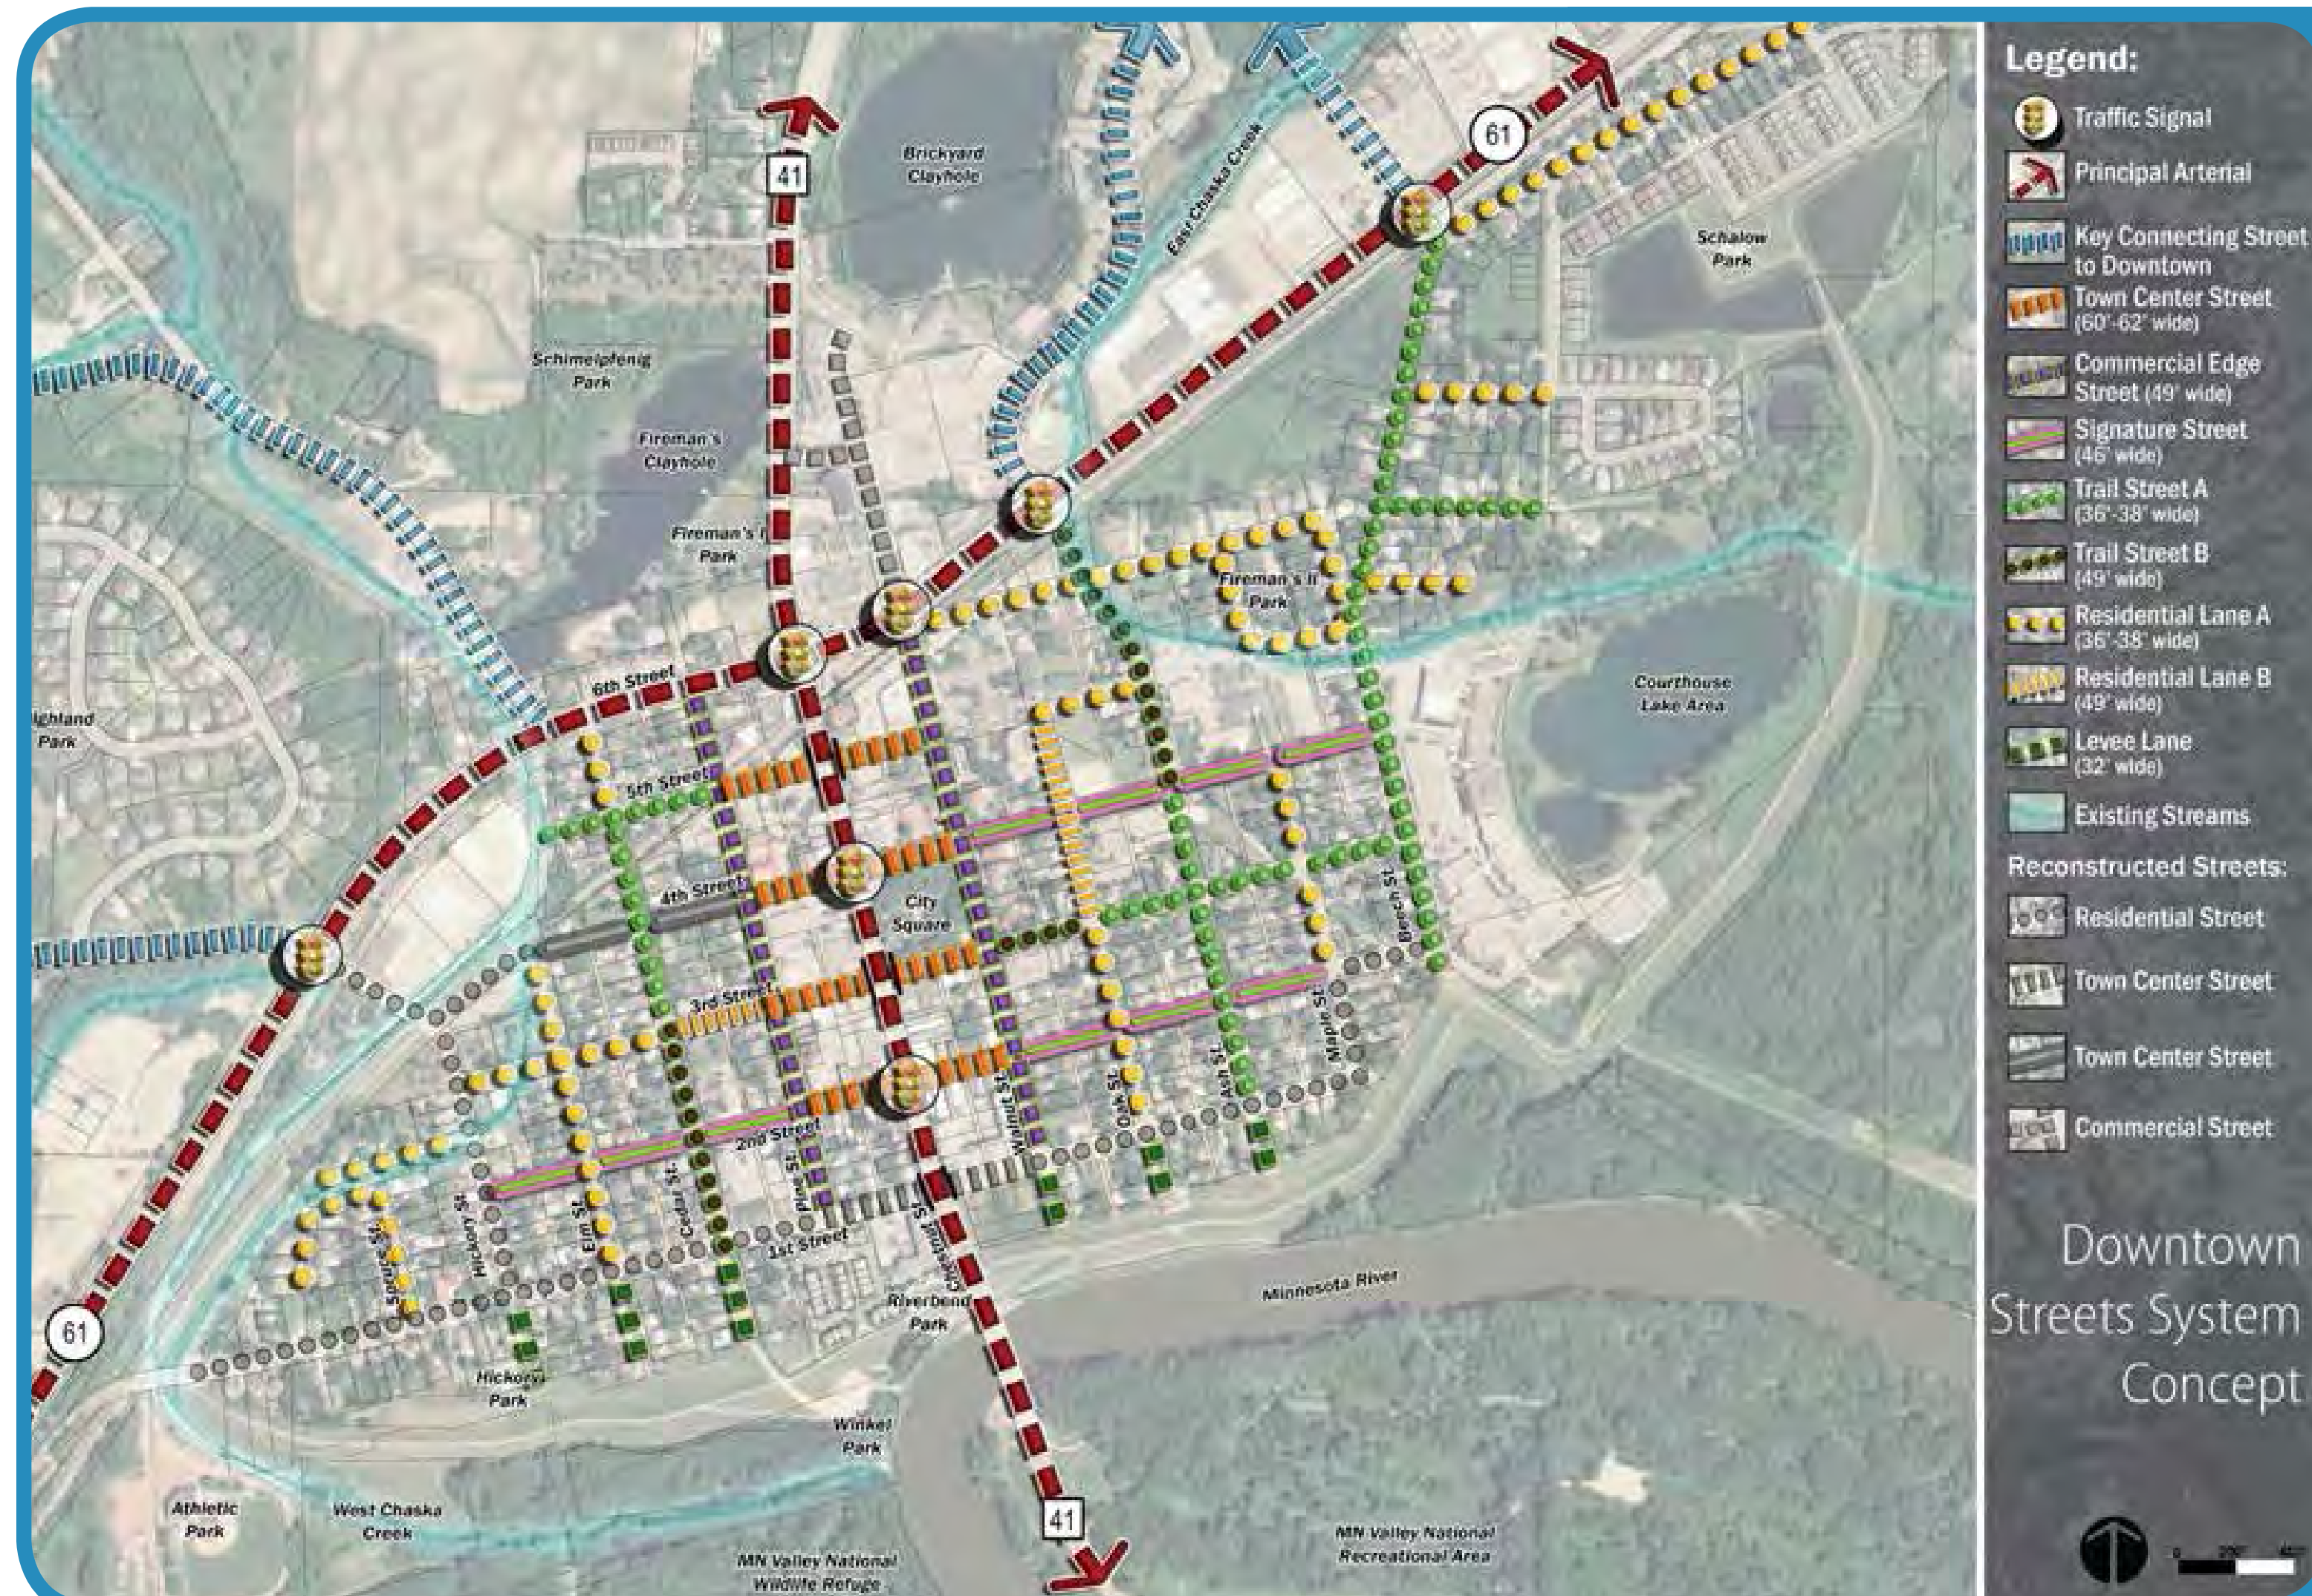 41
Brickyard
Clayhole
East Chaska Creek
61
Schalow
Park
Schimelpfenig
Park
Fireman's
Clayhole
Fireman's I
Park
Fireman's II
Park
6th Street
ighland
Park
Courthouse
Lake Area
5th Street
4th Street
City
Square
Beech St.
3rd Street
Maple St.
Ash St.
Oak St.
Walnut St.
2nd Street
Pine St.
Cedar St.
Elm St.
Hickory St.
Spruce St.
1st Street
Chestnut St.
Riverbend
Park
Minnesota River
61
Hickory
Park
Winkel
Park
Athletic
Park
West Chaska
Creek
41
MN Valley National
Wildlife Refuge
MN Valley National
Recreational Area
Legend:
Traffic Signal
Principal Arterial
Key Connecting Street
to Downtown
Town Center Street
(60'-62' wide)
Commercial Edge
Street (49' wide)
Signature Street
(46' wide)
Trail Street A
(36'-38' wide)
Trail Street B
(49' wide)
Residential Lane A
(36'-38' wide)
Residential Lane B
(49' wide)
Levee Lane
(32' wide)
Existing Streams
Reconstructed Streets:
Residential Street
Town Center Street
Town Center Street
Commercial Street
Downtown
Streets System
Concept
0